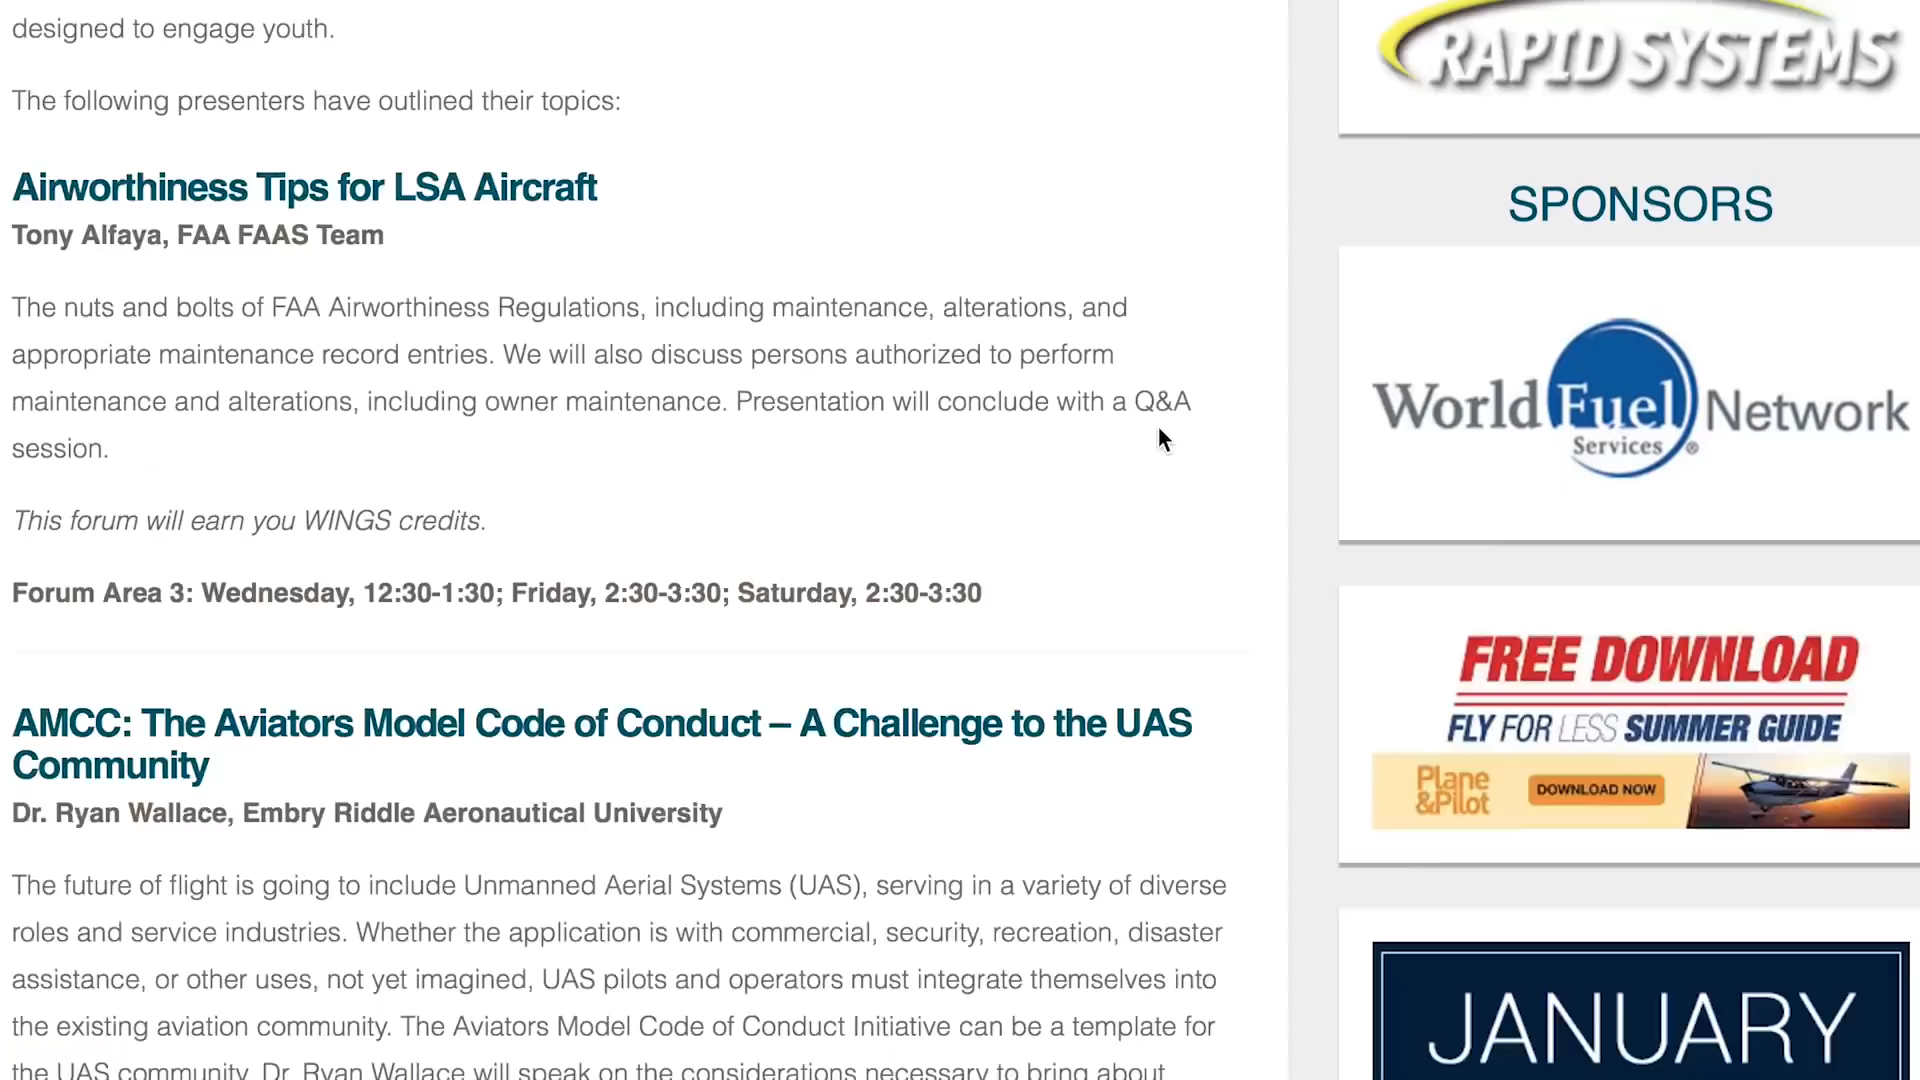 designed to engage youth.
The following presenters have outlined their topics:
Airworthiness Tips for LSA Aircraft
Tony Alfaya, FAA FAAS Team
The nuts and bolts of FAA Airworthiness Regulations, including maintenance, alterations, and
appropriate maintenance record entries. We will also discuss persons authorized to perform
maintenance and alterations, including owner maintenance. Presentation will conclude with a Q&A
session.
This forum will earn you WINGS credits.
Forum Area 3: Wednesday, 12:30-1:30; Friday, 2:30-3:30; Saturday, 2:30-3:30
AMCC: The Aviators Model Code of Conduct – A Challenge to the UAS
Community
Dr. Ryan Wallace, Embry Riddle Aeronautical University
The future of flight is going to include Unmanned Aerial Systems (UAS), serving in a variety of diverse
roles and service industries. Whether the application is with commercial, security, recreation, disaster
assistance, or other uses, not yet imagined, UAS pilots and operators must integrate themselves into
the existing aviation community. The Aviators Model Code of Conduct Initiative can be a template for
the UAS community. Dr. Ryan Wallace will speak on the considerations necessary to bring about
RAPID SYSTEMS
SPONSORS
World Fuel Network
Services ®
FREE DOWNLOAD
FLY FOR LESS SUMMER GUIDE
Plane
&Pilot
DOWNLOAD NOW
JANUARY